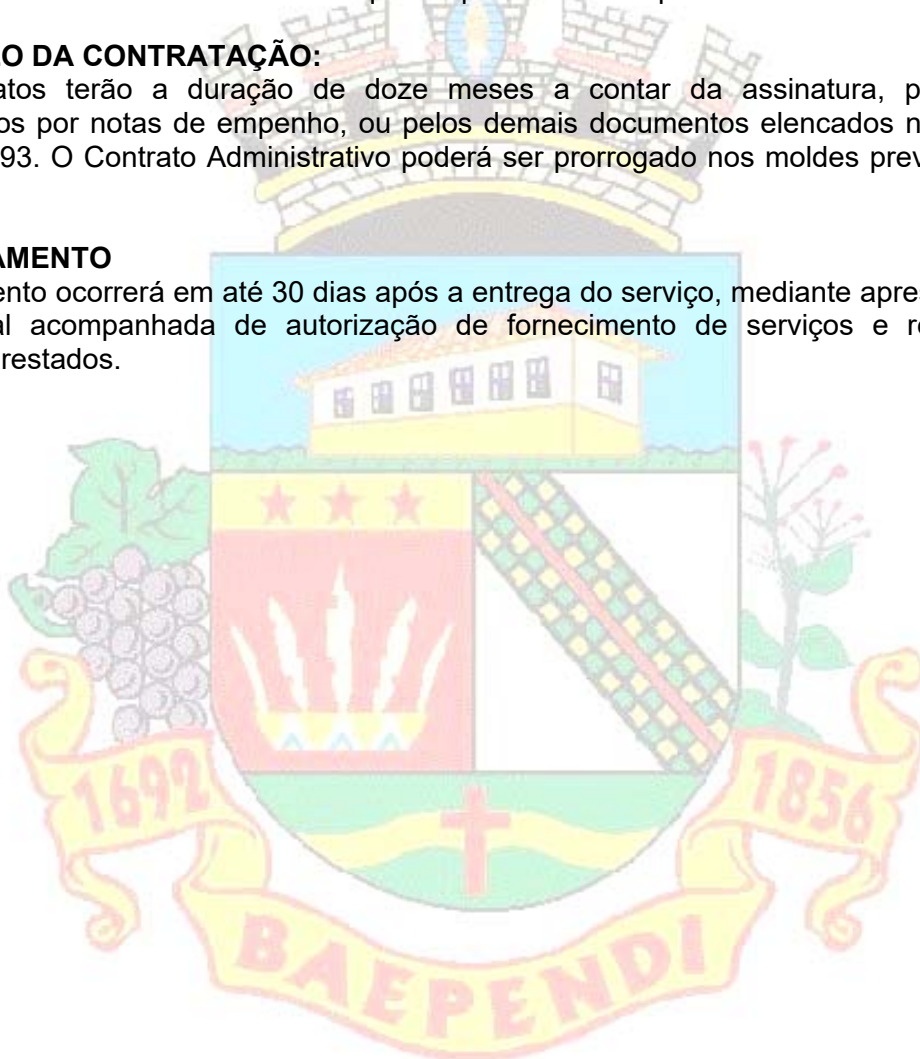 O DA CONTRATAÇÃO:
atos terão a duração de doze meses a contar da assinatura, p
os por notas de empenho, ou pelos demais documentos elencados n
93. O Contrato Administrativo poderá ser prorrogado nos moldes prev
AMENTO
ento ocorrerá em até 30 dias após a entrega do serviço, mediante apres
al acompanhada de autorização de fornecimento de serviços e re
restados.
1692
1856
BAEPENDI